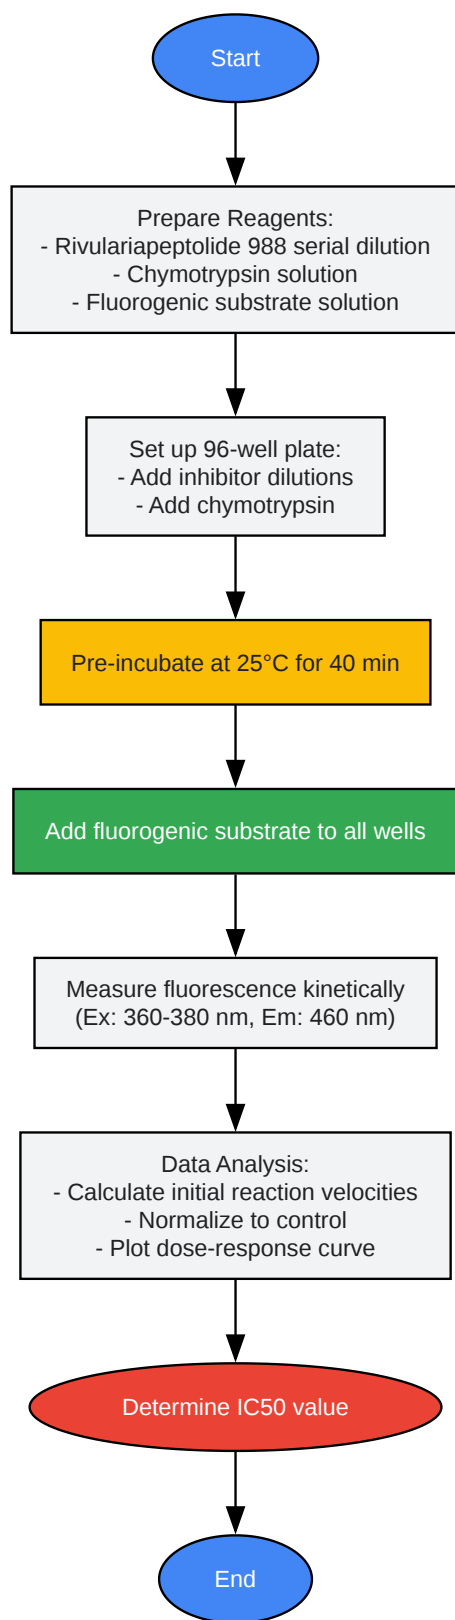 Start
Prepare Reagents:
- Rivulariapeptolide 988 serial dilution
- Chymotrypsin solution
- Fluorogenic substrate solution
Set up 96-well plate:
- Add inhibitor dilutions
- Add chymotrypsin
Pre-incubate at 25°C for 40 min
Add fluorogenic substrate to all wells
Measure fluorescence kinetically
(Ex: 360-380 nm, Em: 460 nm)
Data Analysis:
- Calculate initial reaction velocities
- Normalize to control
- Plot dose-response curve
Determine IC50 value
End